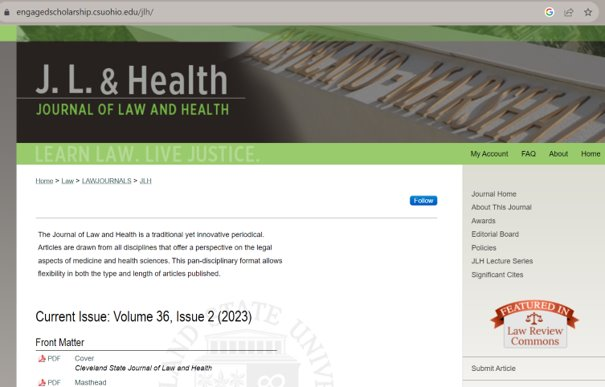 engagedscholarship.csuohio.edu/jlh/
J. L. & Health
JOURNAL OF LAW AND HEALTH
LEARN LAW. LIVE JUSTICE.
My Account FAQ About Home
Home > Law > LAWJOURNALS > JLH
Follow
The Journal of Law and Health is a traditional yet innovative periodical.
Articles are drawn from all disciplines that offer a perspective on the legal
aspects of medicine and health sciences. This pan-disciplinary format allows
flexibility in both the type and length of articles published.
Current Issue: Volume 36, Issue 2 (2023)
Front Matter
PDF Cover
Cleveland State Journal of Law and Health
PDF Masthead
Journal Home
About This Journal
Awards
Editorial Board
Policies
JLH Lecture Series
Significant Cites
FEATURED IN
Law Review
Commons
Submit Article